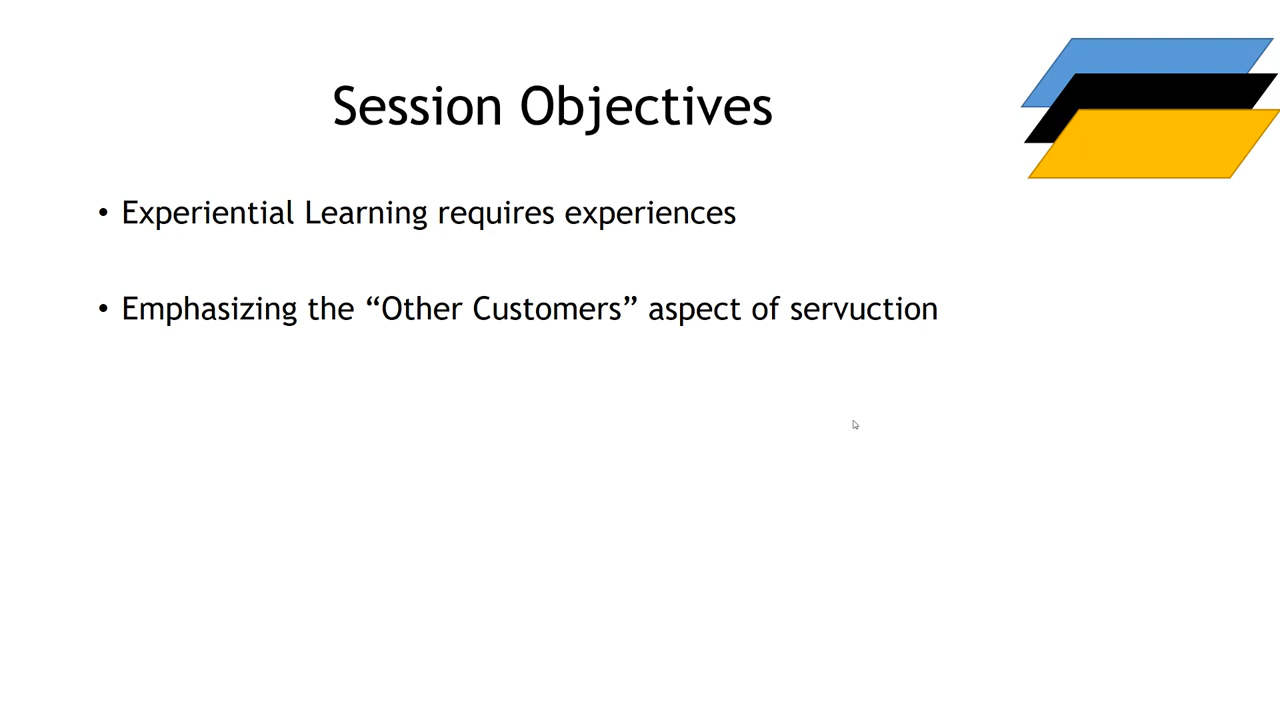 Session Objectives
• Experiential Learning requires experiences
• Emphasizing the “Other Customers” aspect of servuction